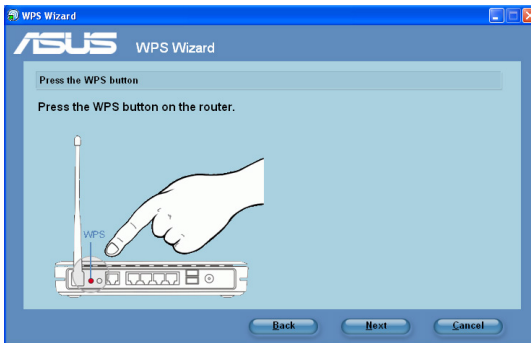 WPS Wizard
ASUS WPS Wizard
Press the WPS button
Press the WPS button on the router.
WPS
Back Next Cancel